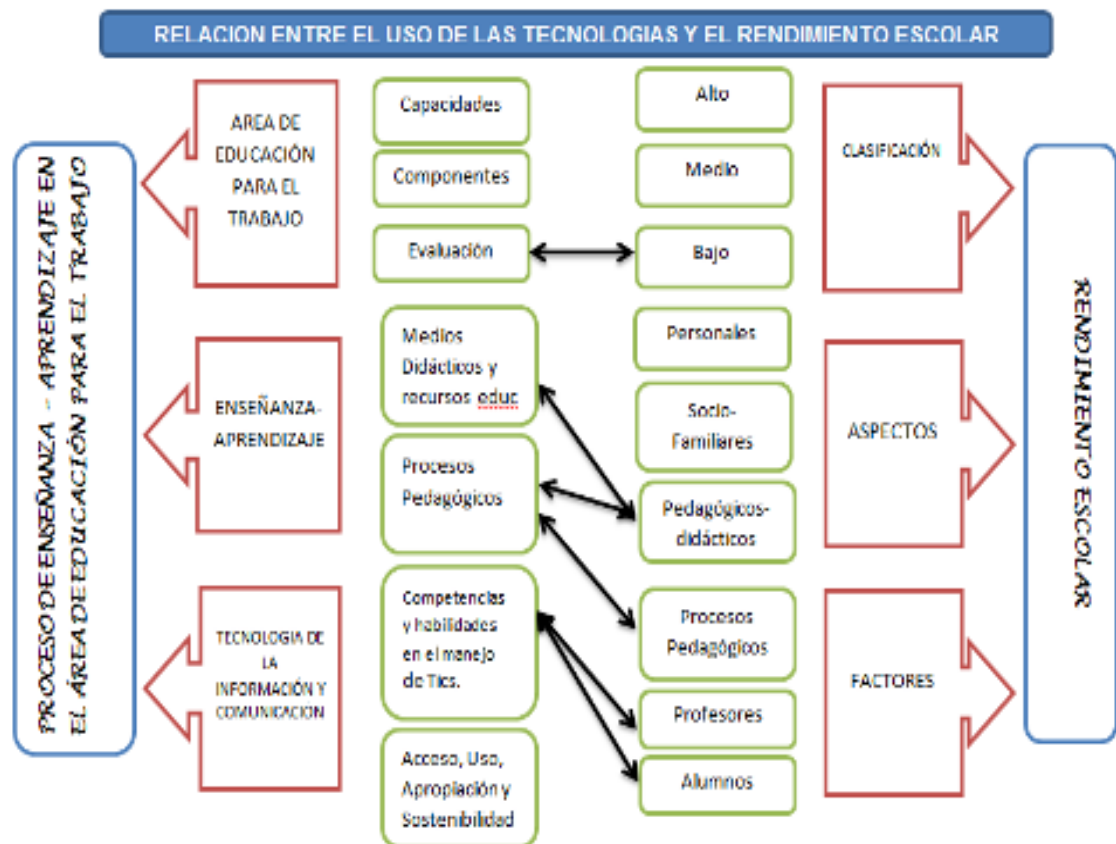 RELACION ENTRE EL USO DE LAS TECNOLOGIAS Y EL RENDIMIENTO ESCOLAR
PROCESO DE ENSEÑANZA - APRENDIZAJE EN
EL ÁREA DE EDUCACIÓN PARA EL TRABAJO
AREA DE
EDUCACIÓN
PARA EL
TRABAJO
ENSEÑANZA-
APRENDIZAJE
TECNOLOGIA DE
LA
INFORMACIÓN Y
COMUNICACION
Capacidades
Componentes
Evaluación
Medios
Didácticos y
recursos educ
Procesos
Pedagógicos
Competencias
y habilidades
en el manejo
de Tics.
Acceso, Uso,
Apropiación y
Sostenibilidad
Alto
Medio
Bajo
Personales
Socio-
Familiares
Pedagógicos-
didácticos
Procesos
Pedagógicos
Profesores
Alumnos
CLASIFICACIÓN
ASPECTOS
FACTORES
RENDIMIENTO ESCOLAR